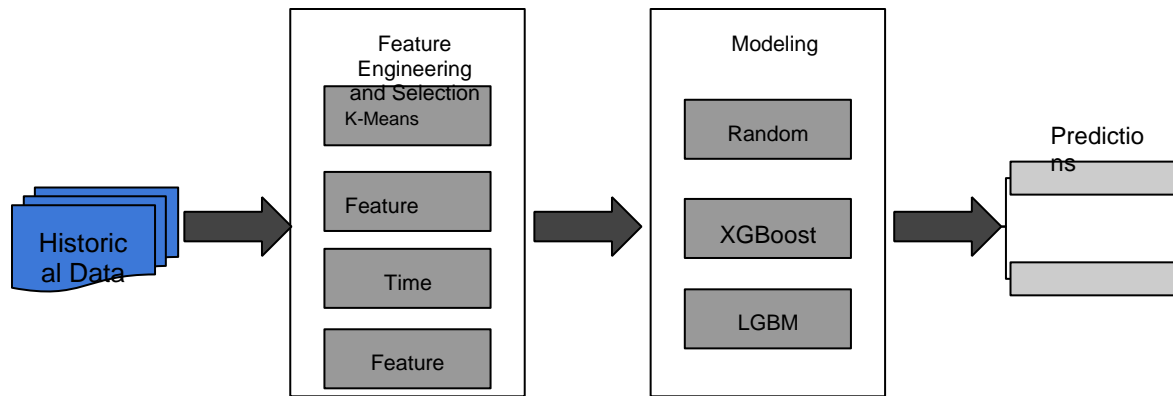 Historic
al Data
Feature
Engineering
and Selection
K-Means
Feature
Time
Feature
Modeling
Random
XGBoost
LGBM
Predictio
ns